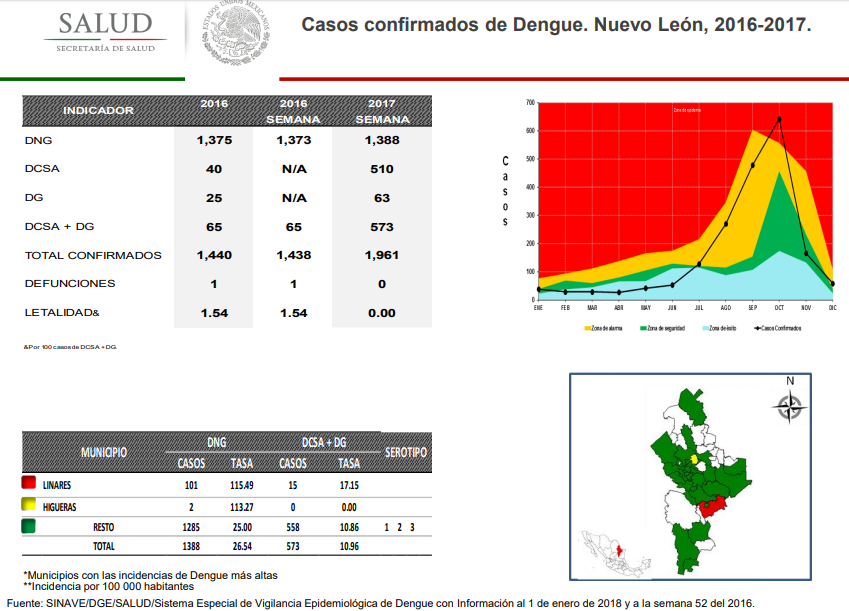 SALUD
SECRETARÍA DE SALUD
ESTADOS UNIDOS MEXICANOS
Casos confirmados de Dengue. Nuevo León, 2016-2017.
INDICADOR 2016 2016 SEMANA 2017 SEMANA
DNG 1,375 1,373 1,388
DCSA 40 N/A 510
DG 25 N/A 63
DCSA + DG 65 65 573
TOTAL CONFIRMADOS 1,440 1,438 1,961
DEFUNCIONES 1 1 0
LETALIDAD& 1.54 1.54 0.00
&Por 100 casos de DCSA + DG.
Casos
Zona de epidemia
700
600
500
400
300
200
100
0
ENE FEB MAR ABR MAY JUN JUL AGO SEP OCT NOV DIC
Zona de alarma Zona de seguridad Zona de éxito Casos Confirmados
N
MUNICIPIO DNG DCSA + DG SEROTIPO
CASOS TASA CASOS TASA
LINARES 101 115.49 15 17.15
HIGUERAS 2 113.27 0 0.00
RESTO 1285 25.00 558 10.86 1 2 3
TOTAL 1388 26.54 573 10.96
*Municipios con las incidencias de Dengue más altas
**Incidencia por 100 000 habitantes
Fuente: SINAVE/DGE/SALUD/Sistema Especial de Vigilancia Epidemiológica de Dengue con Información al 1 de enero de 2018 y a la semana 52 del 2016.